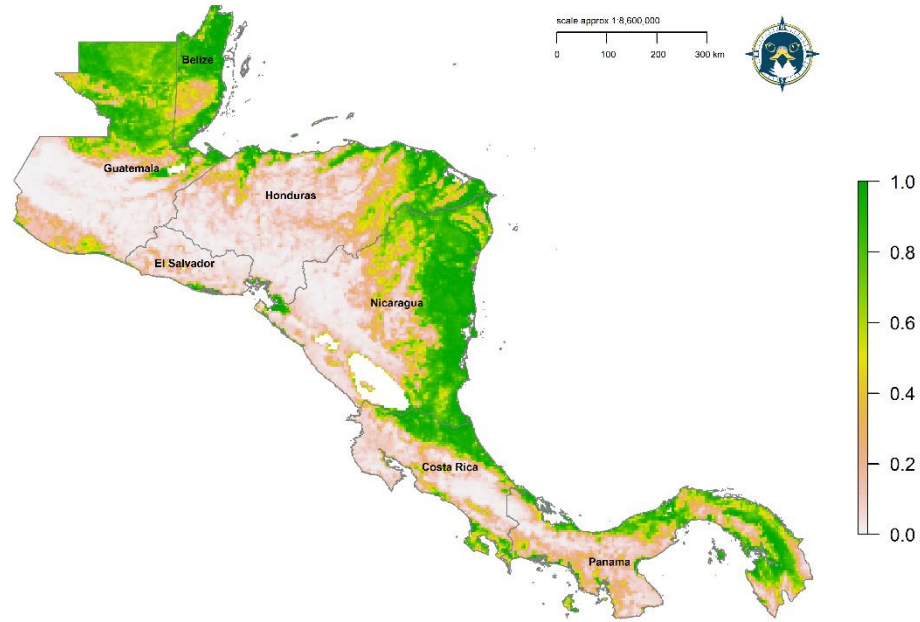 scale approx 1:8,600,000
0 100 200 300 km
Belize
Guatemala
Honduras
El Salvador
Nicaragua
Costa Rica
Panama
1.0
0.8
0.6
0.4
0.2
0.0